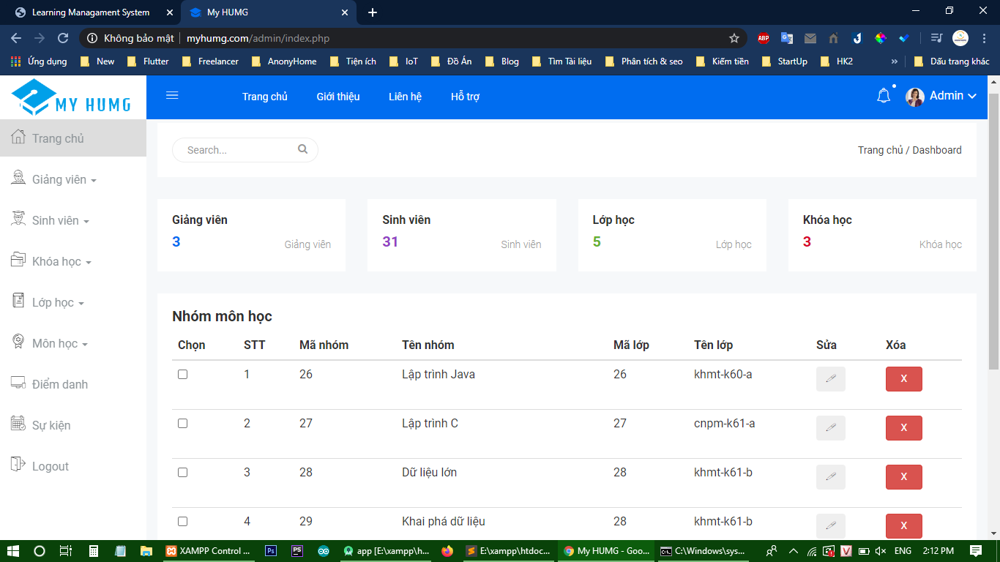 Learning Managament System
My HUMG
Không bảo mật
myhumg.com/admin/index.php
ABP
Ứng dụng
New
Flutter
Freelancer
AnonyHome
Tiện ích
IoT
Đồ Án
Blog
Tìm Tài liệu
Phân tích & seo
Kiếm tiền
StartUp
HK2
»
Dấu trang khác
MY HUMG
Trang chủ
Giới thiệu
Liên hệ
Hỗ trợ
Admin
Trang chủ
Giảng viên
Sinh viên
Khóa học
Lớp học
Môn học
Điểm danh
Sự kiện
Logout
Search...
Trang chủ / Dashboard
Giảng viên
3 Giảng viên
Sinh viên
31 Sinh viên
Lớp học
5 Lớp học
Khóa học
3 Khóa học
Nhóm môn học
Chọn STT Mã nhóm Tên nhóm Mã lớp Tên lớp Sửa Xóa
1 26 Lập trình Java 26 khmt-k60-a X
2 27 Lập trình C 27 cnpm-k61-a X
3 28 Dữ liệu lớn 28 khmt-k61-b X
4 29 Khai phá dữ liệu 28 khmt-k61-b X
XAMPP Control ...
Ps
PS
app [E:\xampp\h...
E:\xampp\htdoc...
My HUMG - Goo...
C:\Windows\sys...
V
ENG
2:12 PM